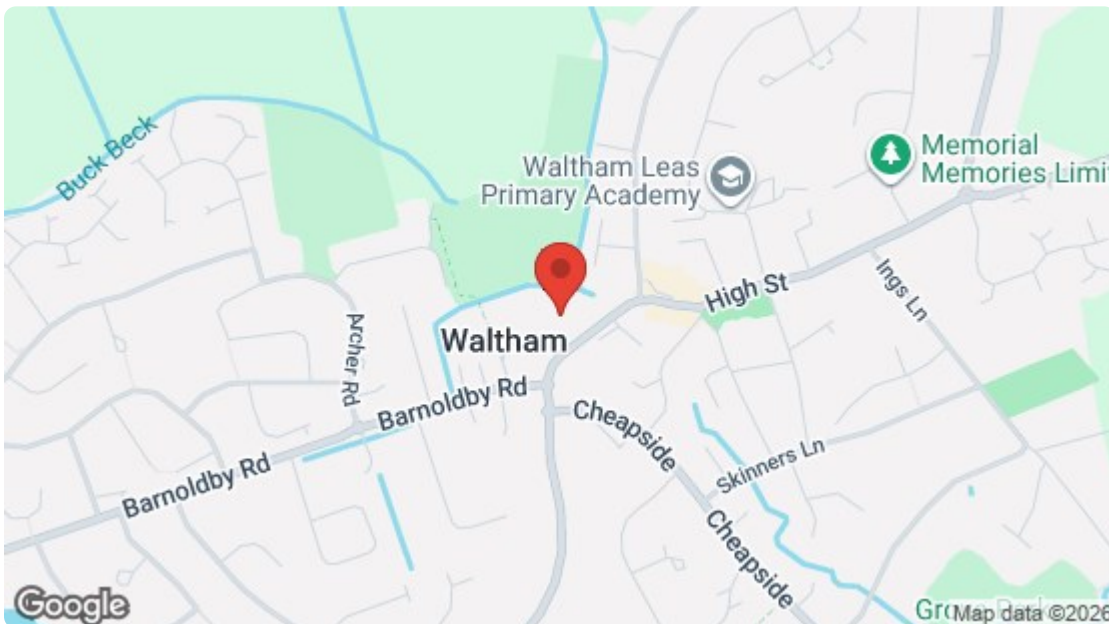 Buck Beck
Waltham Leas
Primary Academy
Memorial
Memories Limit
High St
Ings Ln
Waltham
Archer Rd
Barnoldby Rd
Cheapside
Skinners Ln
Barnoldby Rd
Cheapside
Google
Map data ©2026